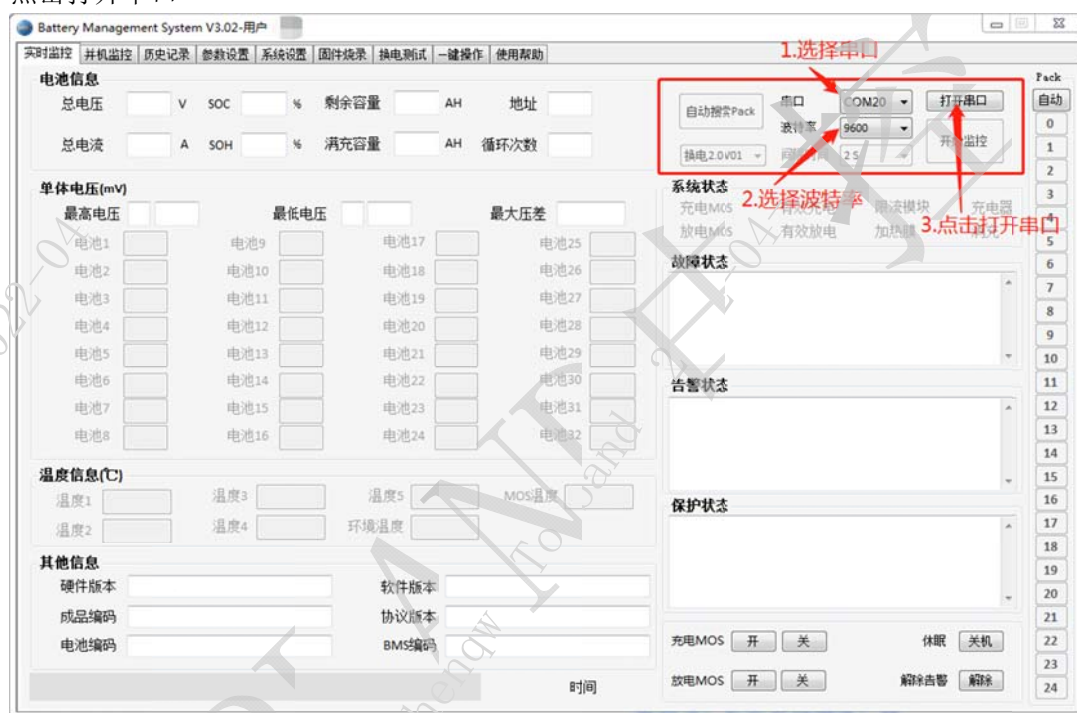 Battery Management System V3.02-用户
实时监控 并机监控 历史记录 参数设置 系统设置 固件烧录 换电测试 一键操作 使用帮助
1.选择串口
电池信息
Pack
总电压 V SOC % 剩余容量 AH 地址
自动搜索Pack 串口 COM20 打开串口 自动
波特率 9600 开始监控 0
总电流 A SOH % 满充容量 AH 循环次数
换电2.0V01 间隔时间 2 S 1
2
单体电压(mV)
系统状态
2.选择波特率
最高电压 最低电压 最大压差
充电MOS 有效充电 限流模块 充电器 3
放电MOS 有效放电 加热膜 3.点击打开串口 4
电池1 电池9 电池17 电池25 5
故障状态
电池2 电池10 电池18 电池26 6
电池3 电池11 电池19 电池27 7
电池4 电池12 电池20 电池28 8
9
电池5 电池13 电池21 电池29 10
电池6 电池14 电池22 电池30 11
告警状态
电池7 电池15 电池23 电池31 12
电池8 电池16 电池24 电池32 13
14
温度信息(℃)
15
温度1 温度3 温度5 MOS温度 16
保护状态
温度2 温度4 环境温度 17
18
其他信息
19
硬件版本 软件版本 20
成品编码 协议版本 21
电池编码 BMS编码 充电MOS 开 关 休眠 关机 22
23
时间 放电MOS 开 关 解除告警 解除 24